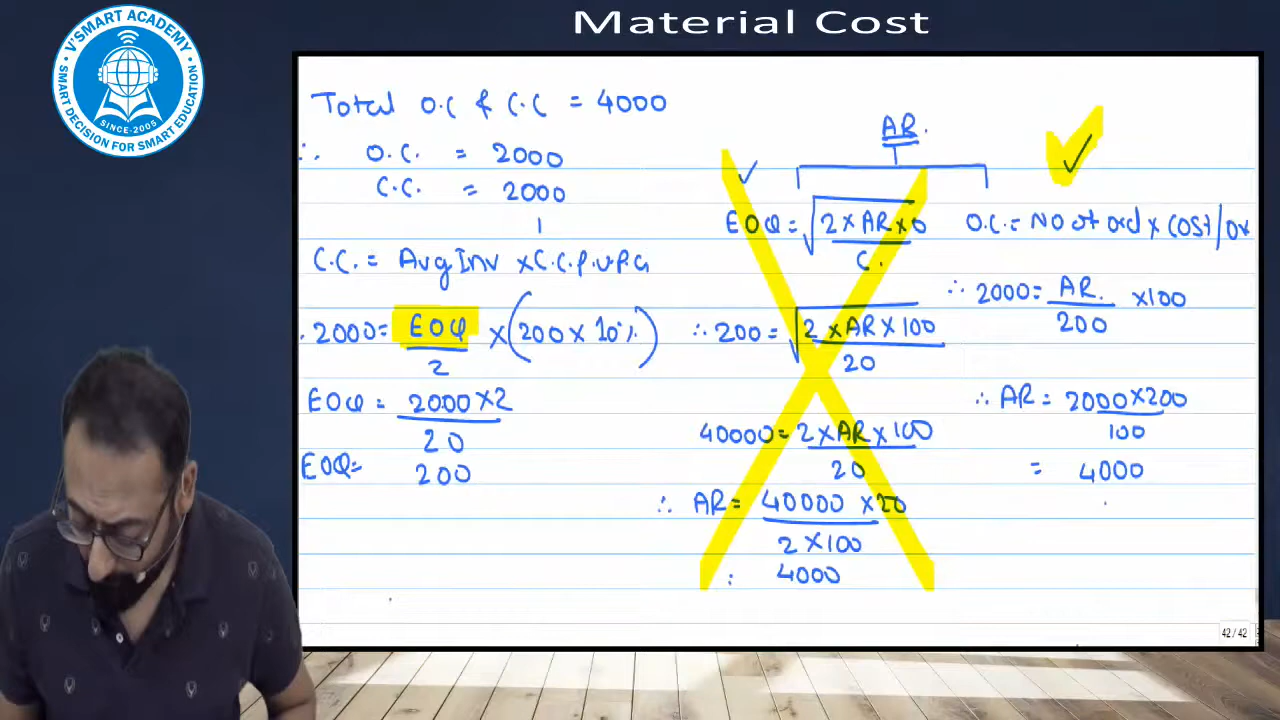 Material Cost
V'SMART ACADEMY
SINCE-2005
SMART DECISION FOR SMART EDUCATION
Total O.C & C.C = 4000
∴ O.C. = 2000
C.C. = 2000
C.C. = Avg Inv x C.C.P.U.P.A
2000 = EOQ / 2 x (200 x 10%)
EOQ = 2000 x 2 / 20
EOQ = 200
AR.
✓
EOQ = √ 2 x AR x O / C.
∴ 200 = √ 2 x AR x 100 / 20
40000 = 2 x AR x 100 / 20
∴ AR = 40000 x 20 / 2 x 100
: 4000
✓
O.C. = No of ord x COST/Or
∴ 2000 = AR. / 200 x 100
∴ AR = 2000 x 200 / 100
= 4000
42 / 42